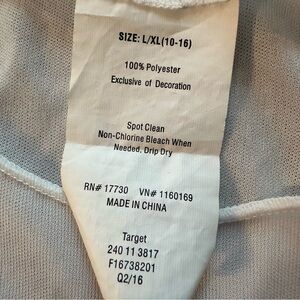 SIZE: L/XL(10-16)
100% Polyester
Exclusive of Decoration
Spot Clean
Non-Chlorine Bleach When
Needed. Drip Dry
RN# 17730 VN# 1160169
MADE IN CHINA
Target
240 11 3817
F16738201
Q2/16